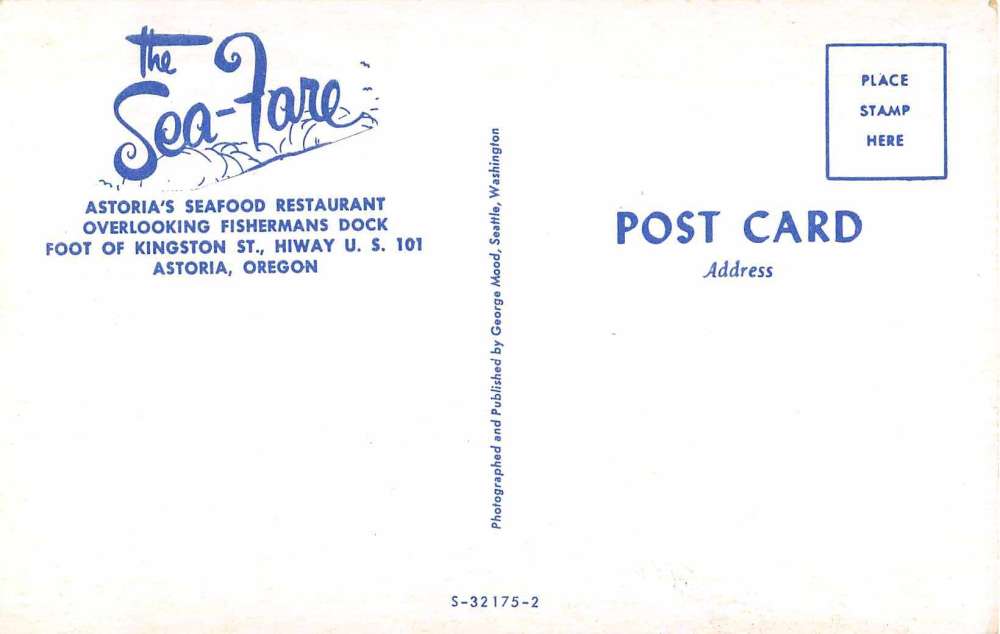 the
Sea-Fare
ASTORIA'S SEAFOOD RESTAURANT
OVERLOOKING FISHERMANS DOCK
FOOT OF KINGSTON ST., HIWAY U. S. 101
ASTORIA, OREGON
Photographed and Published by George Mood, Seattle, Washington
PLACE
STAMP
HERE
POST CARD
Address
S-32175-2